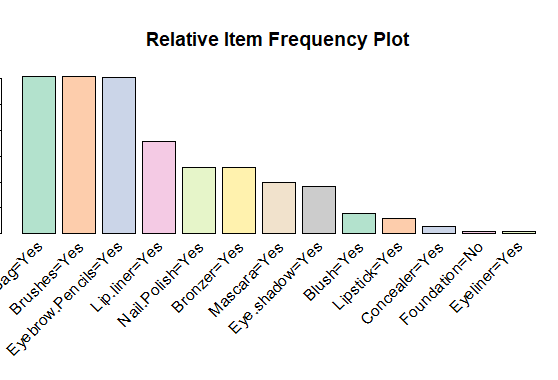 Relative Item Frequency Plot
Brushes=Yes
Eyebrow.Pencils=Yes
Lip.liner=Yes
Nail.Polish=Yes
Bronzer=Yes
Mascara=Yes
Eye.shadow=Yes
Blush=Yes
Lipstick=Yes
Concealer=Yes
Foundation=No
Eyeliner=Yes